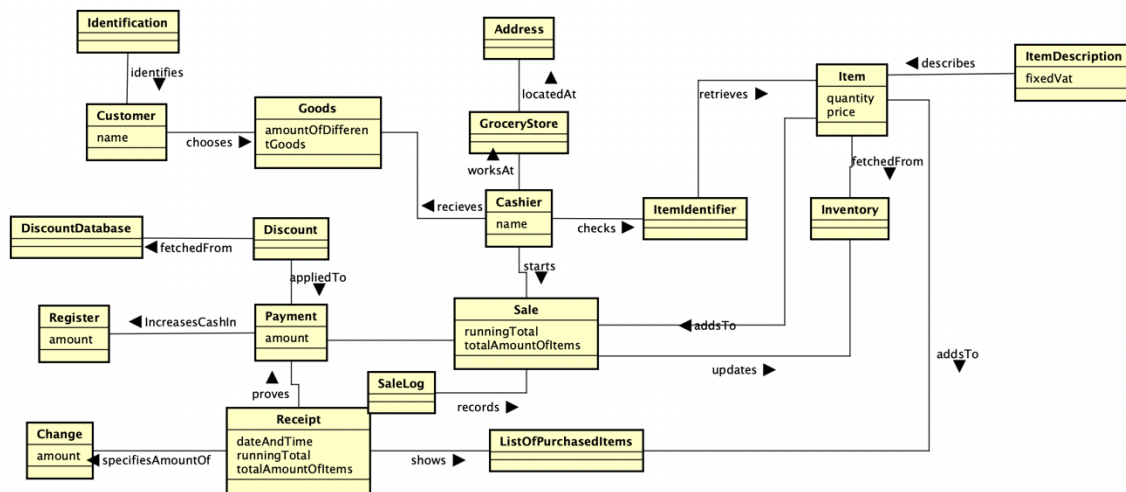 Identification
Address
ItemDescription
fixedVat
describes
Item
quantity
price
identifies
locatedAt
retrieves
Customer
name
chooses
Goods
amountOfDifferen
tGoods
GroceryStore
worksAt
fetchedFrom
recieves
Cashier
name
checks
ItemIdentifier
Inventory
DiscountDatabase
fetchedFrom
Discount
appliedTo
starts
Register
amount
IncreasesCashIn
Payment
amount
Sale
runningTotal
totalAmountOfItems
addsTo
updates
addsTo
proves
SaleLog
records
Receipt
dateAndTime
runningTotal
totalAmountOfItems
Change
amount
specifiesAmountOf
shows
ListOfPurchasedItems